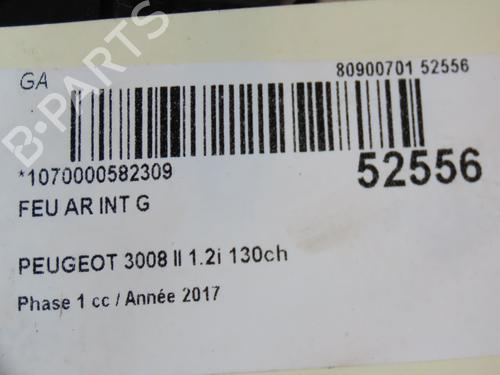 GA
80900701 52556
*1070000582309
52556
FEU AR INT G
PEUGEOT 3008 II 1.2i 130ch
Phase 1 cc / Année 2017
B-PARTS